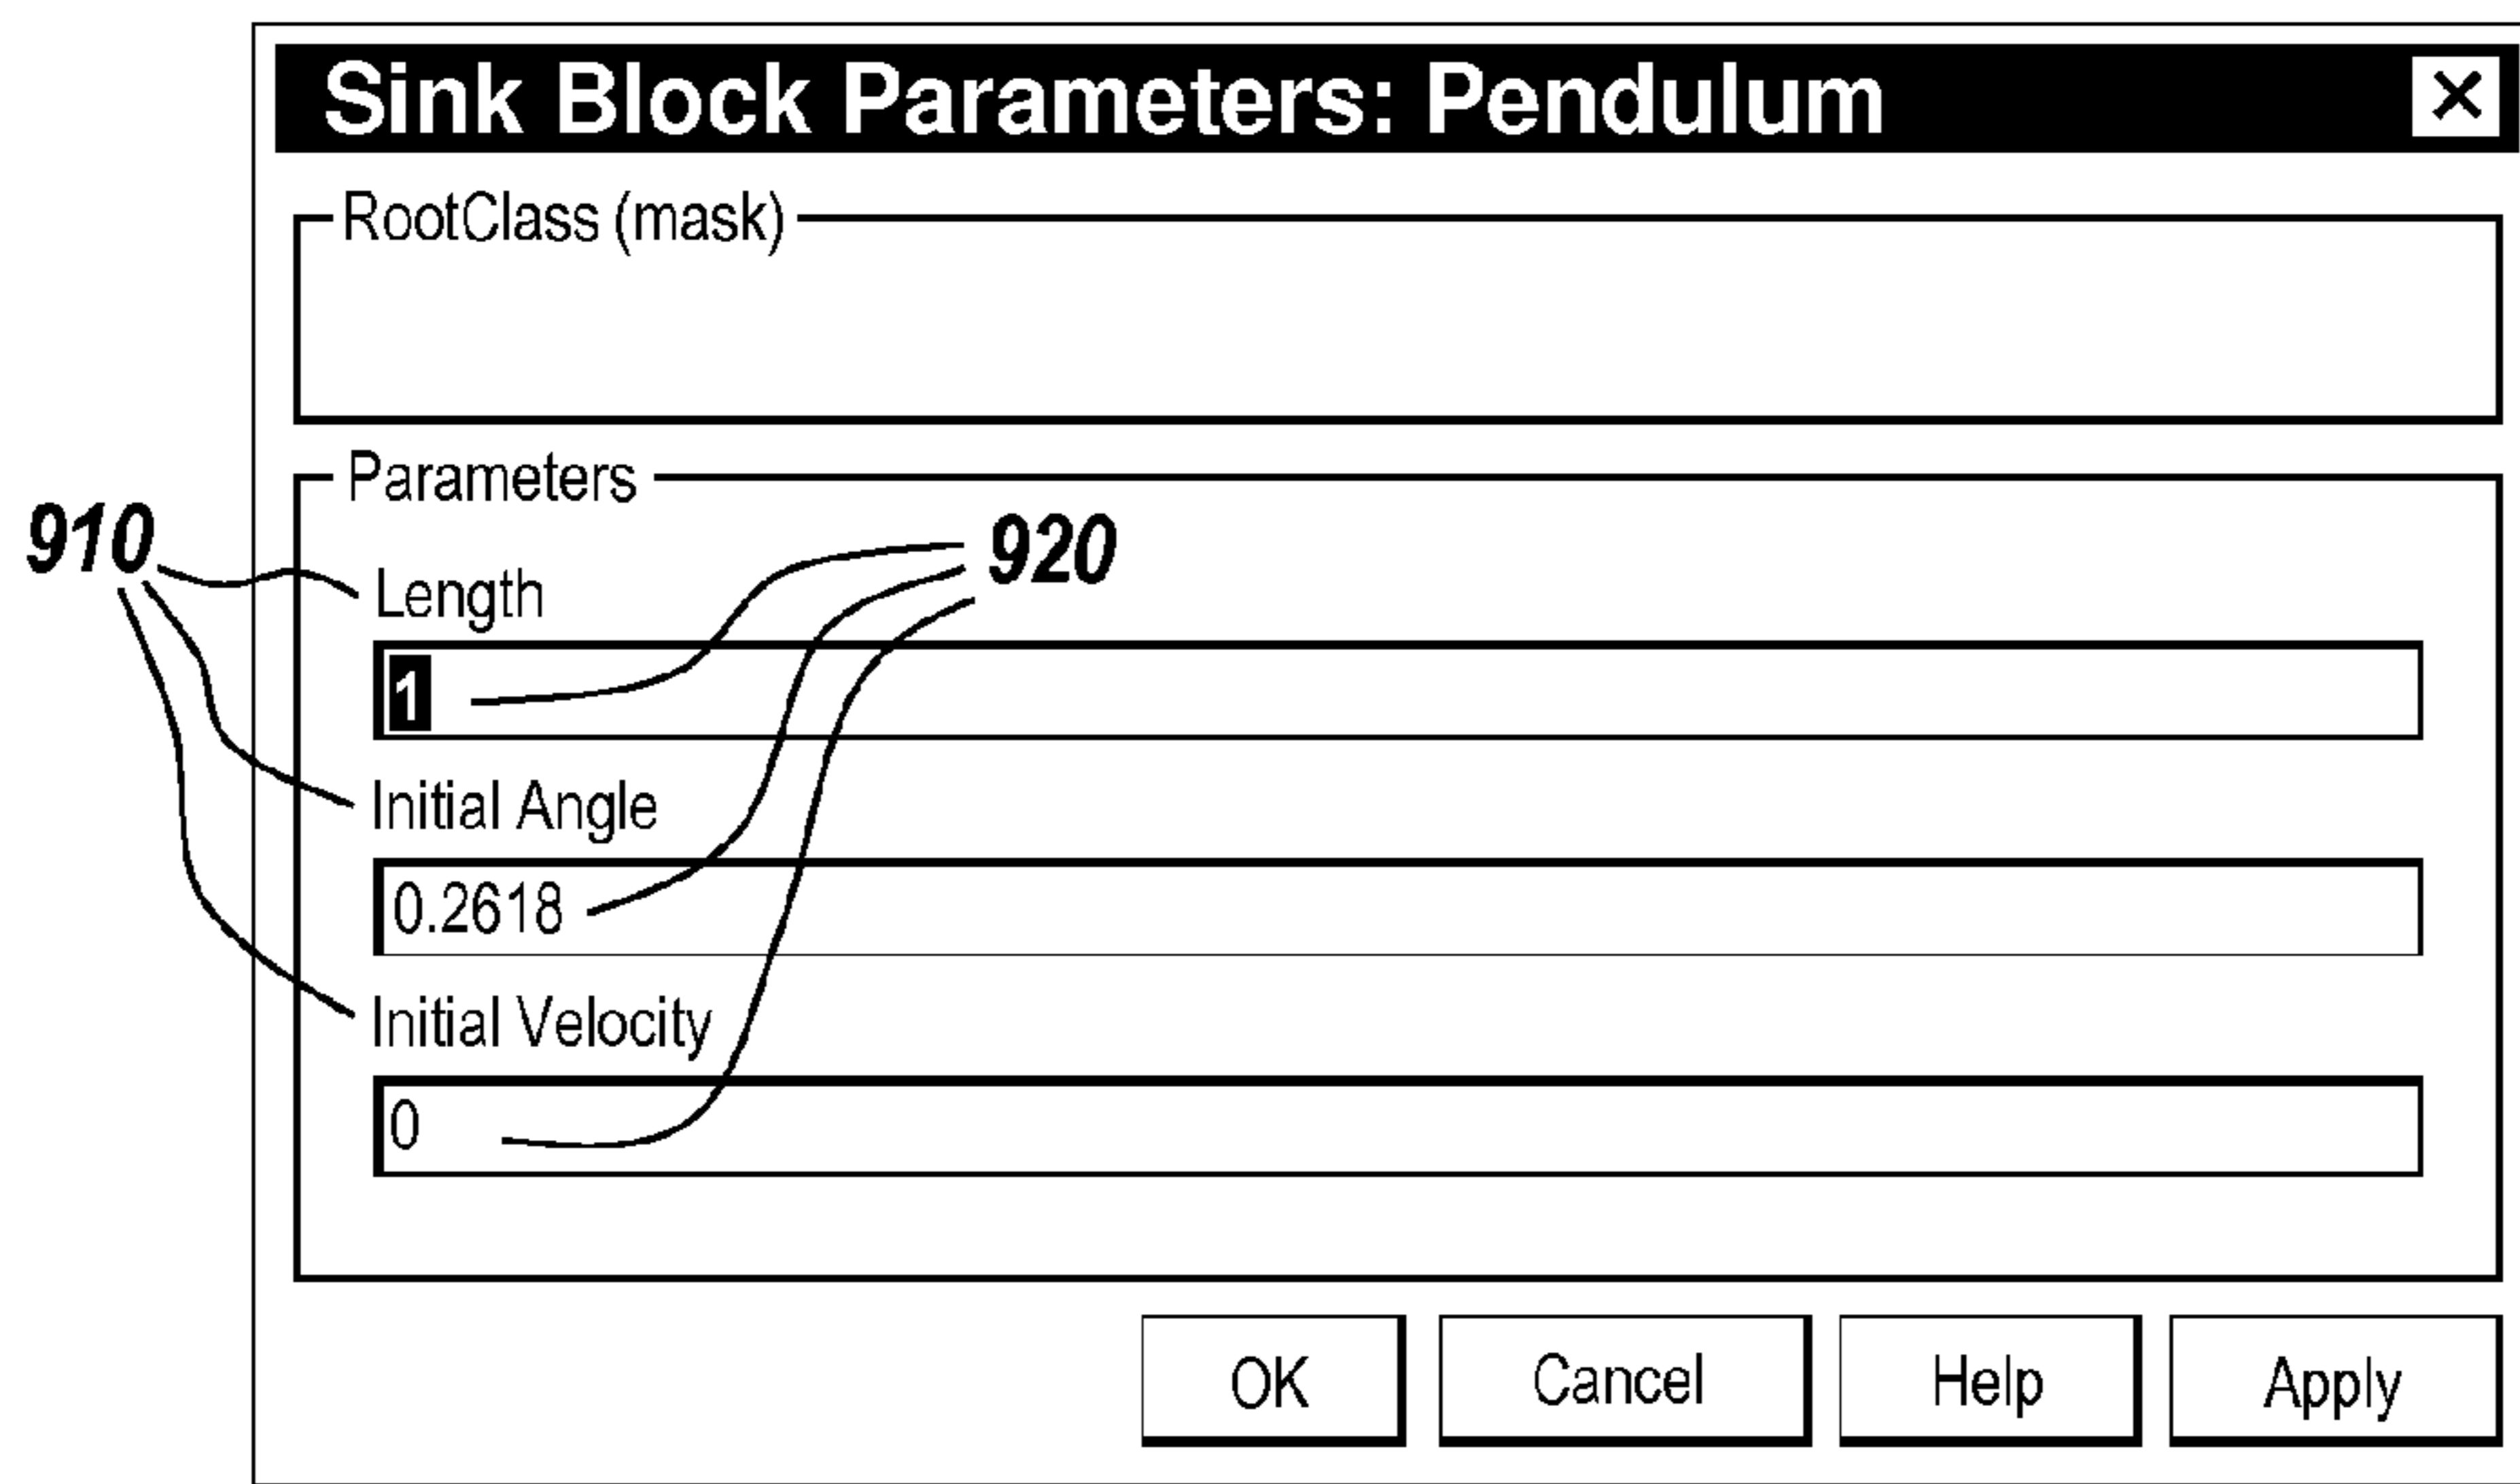 Sink Block Parameters: Pendulum
RootClass (mask)
Parameters
910
920
Length
1
Initial Angle
0.2618
Initial Velocity
0
OK Cancel Help Apply